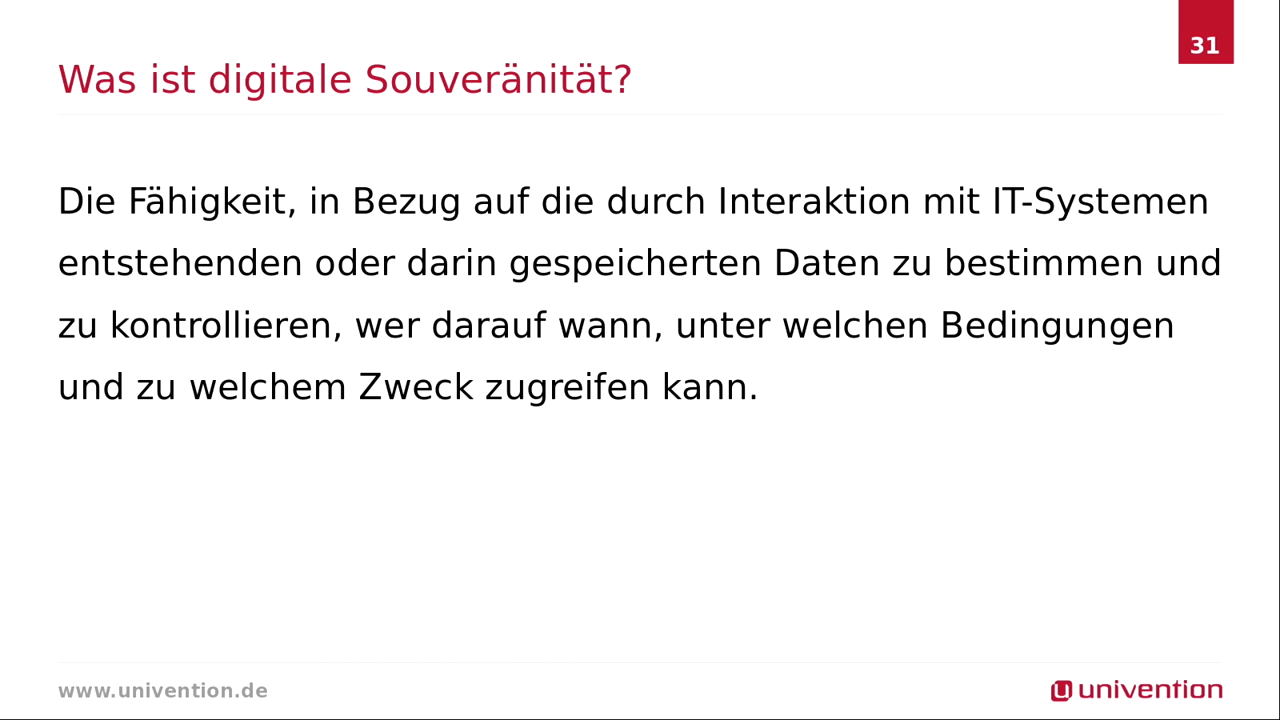 31
Was ist digitale Souveränität?
Die Fähigkeit, in Bezug auf die durch Interaktion mit IT-Systemen
entstehenden oder darin gespeicherten Daten zu bestimmen und
zu kontrollieren, wer darauf wann, unter welchen Bedingungen
und zu welchem Zweck zugreifen kann.
www.univention.de
univention